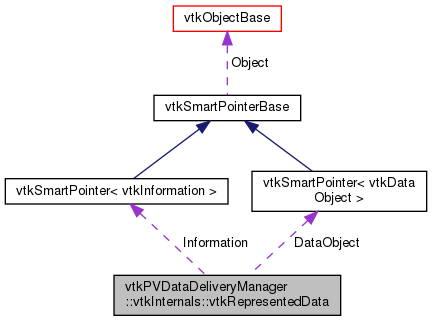 vtkObjectBase
Object
vtkSmartPointerBase
vtkSmartPointer< vtkInformation >
vtkSmartPointer< vtkData
Object >
Information
DataObject
vtkPVDataDeliveryManager
::vtkInternals::vtkRepresentedData